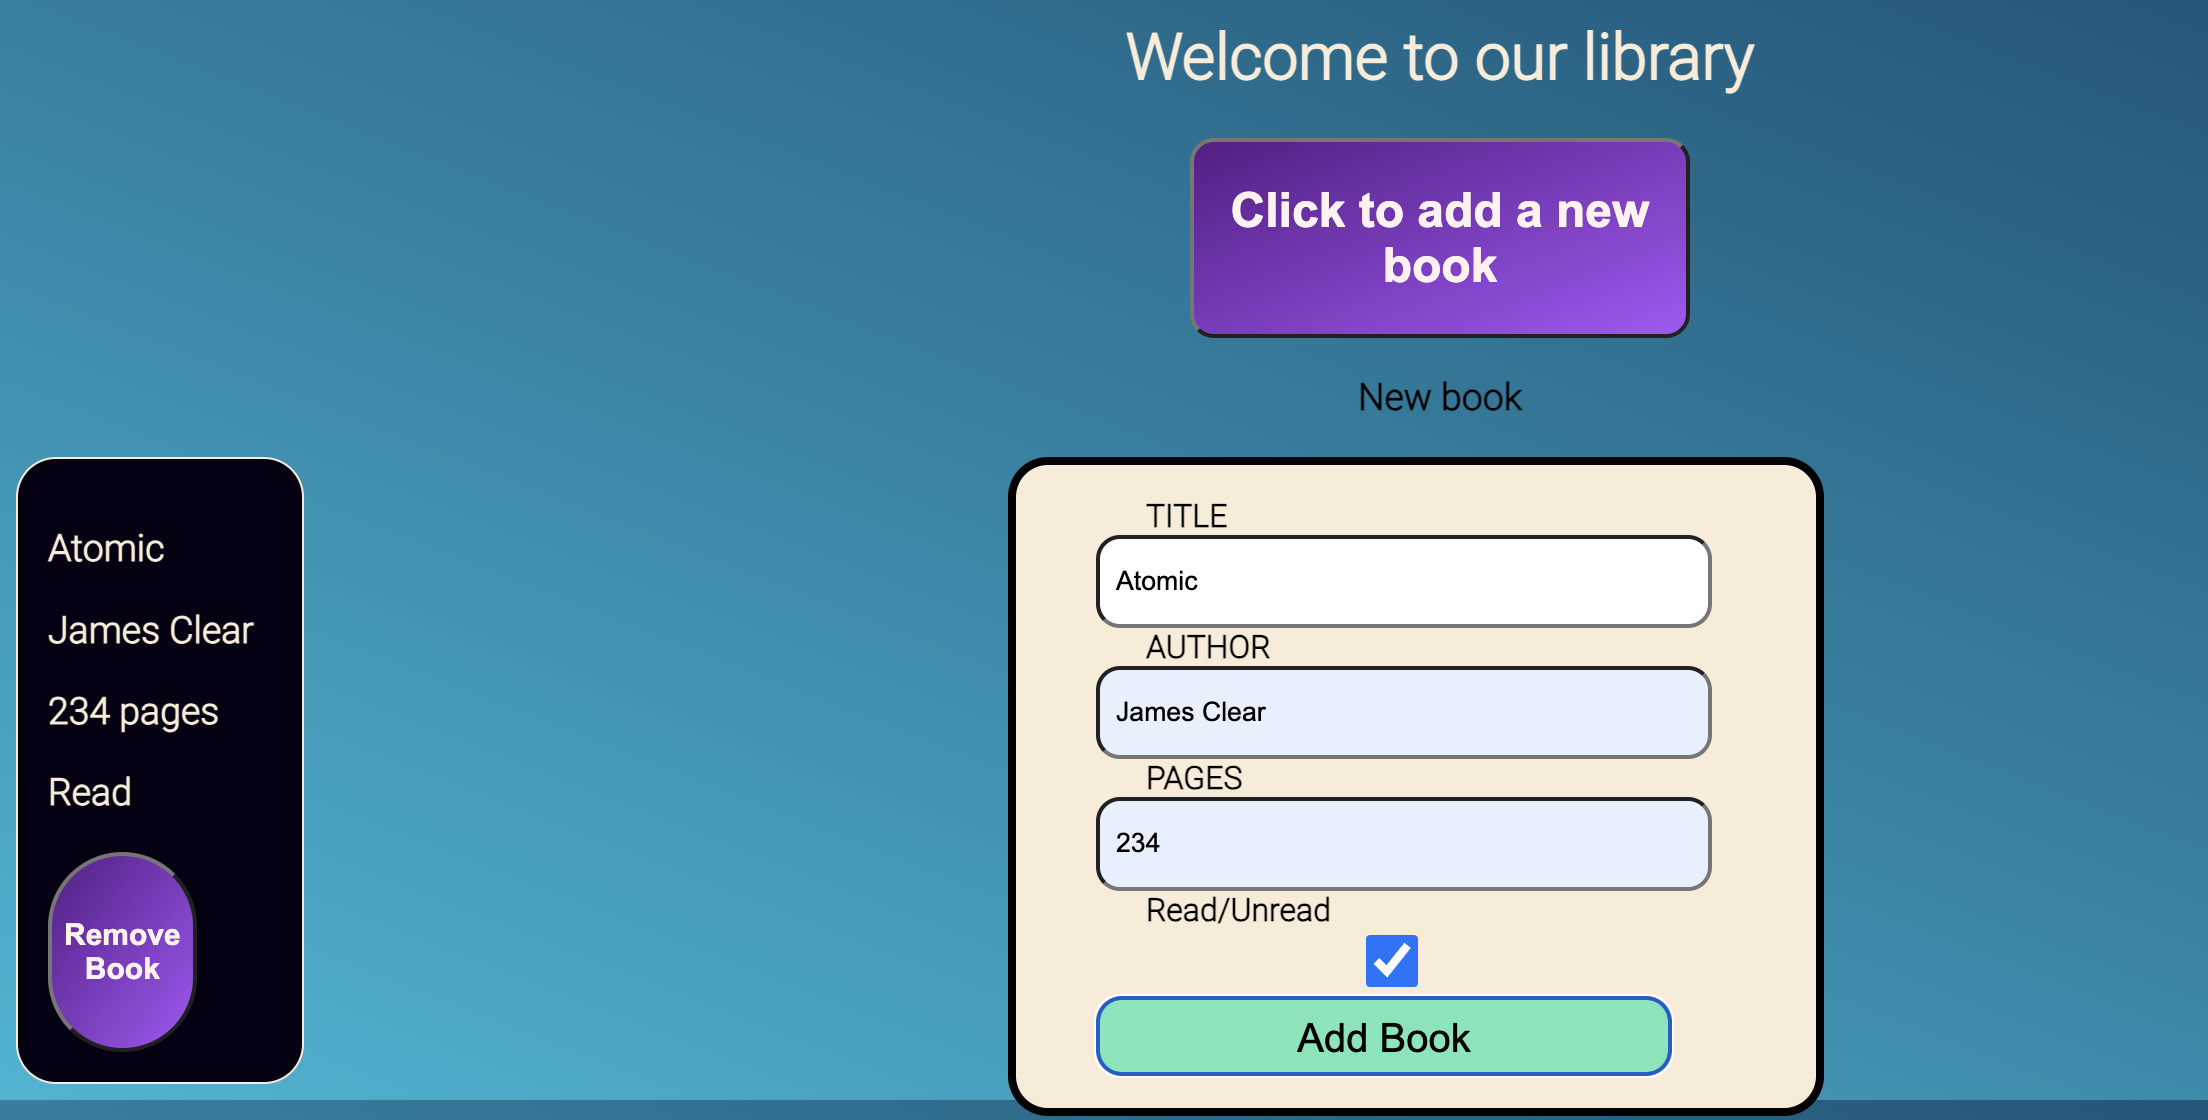 Welcome to our library
Click to add a new
book
New book
Atomic
James Clear
234 pages
Read
Remove
Book
TITLE
Atomic
AUTHOR
James Clear
PAGES
234
Read/Unread
Add Book